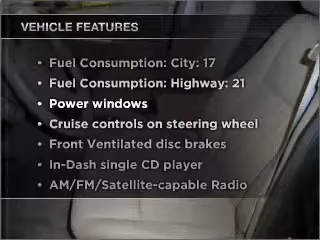 VEHICLE FEATURES
• Fuel Consumption: City: 17
• Fuel Consumption: Highway: 21
• Power windows
• Cruise controls on steering wheel
• Front Ventilated disc brakes
• In-Dash single CD player
• AM/FM/Satellite-capable Radio